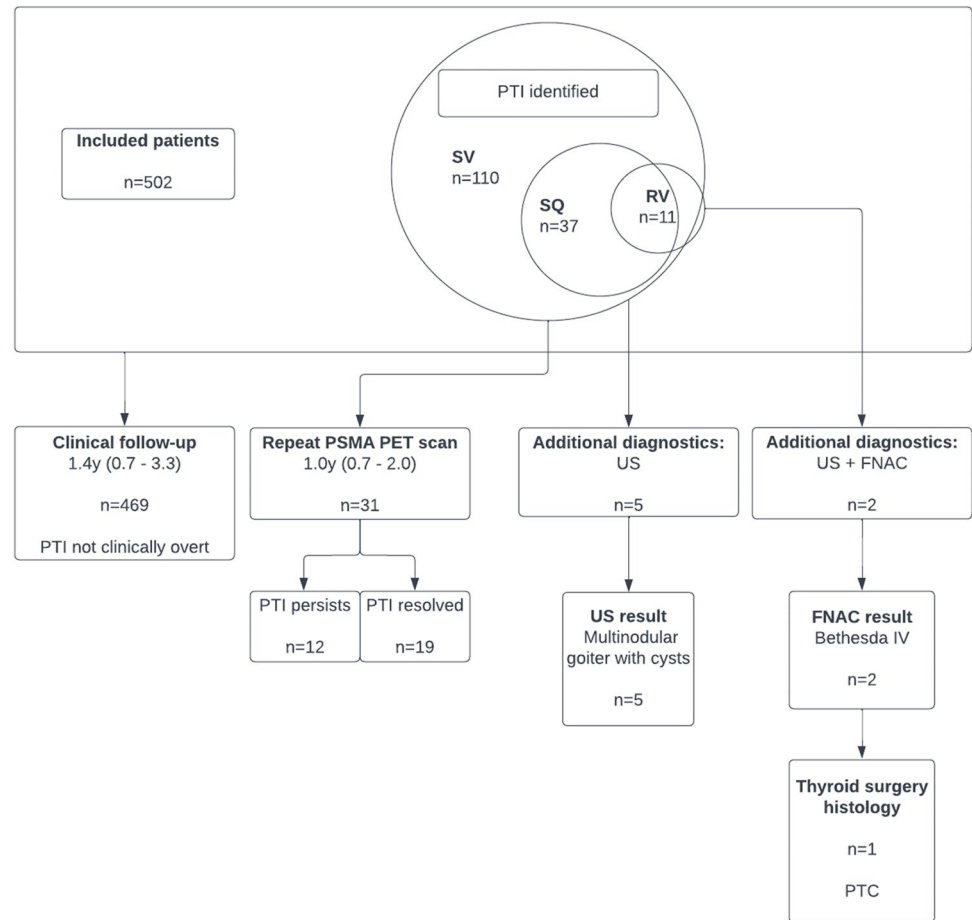 PTI identified
Included patients
n=502
SV
n=110
SQ
n=37
RV
n=11
Clinical follow-up
1.4y (0.7 - 3.3)
n=469
PTI not clinically overt
Repeat PSMA PET scan
1.0y (0.7 - 2.0)
n=31
PTI persists
n=12
PTI resolved
n=19
Additional diagnostics:
US
n=5
US result
Multinodular
goiter with cysts
n=5
Additional diagnostics:
US + FNAC
n=2
FNAC result
Bethesda IV
n=2
Thyroid surgery
histology
n=1
PTC